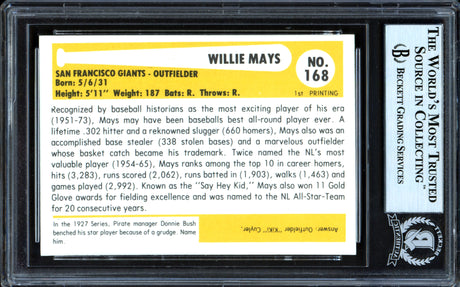 WILLIE MAYS
NO.
168
SAN FRANCISCO GIANTS - OUTFIELDER
Born: 5/6/31
Height: 5'11" Weight: 187 Bats: R. Throws: R.
1st PRINTING
Recognized by baseball historians as the most exciting player of his era
(1951-73), Mays may have been baseballs best all-round player ever. A
lifetime .302 hitter and a reknowned slugger (660 homers), Mays also was an
accomplished base stealer (338 stolen bases) and a marvelous outfielder
whose basket catch became his trademark. Twice named the NL's most
valuable player (1954-65), Mays ranks among the top 10 in career homers,
hits (3,283), runs scored (2,062), runs batted in (1,903), walks (1,463) and
games played (2,992). Known as the "Say Hey Kid," Mays also won 11 Gold
Glove awards for fielding excellence and was named to the NL All-Star-Team
for 20 consecutive years.
In the 1927 Series, Pirate manager Donnie Bush
benched his star player because of a grudge. Name
him.
Answer: Outfielder "KiKi" Cuyler.
THE WORLD'S MOST TRUSTED
SOURCE IN COLLECTING™
BECKETT GRADING SERVICES
B